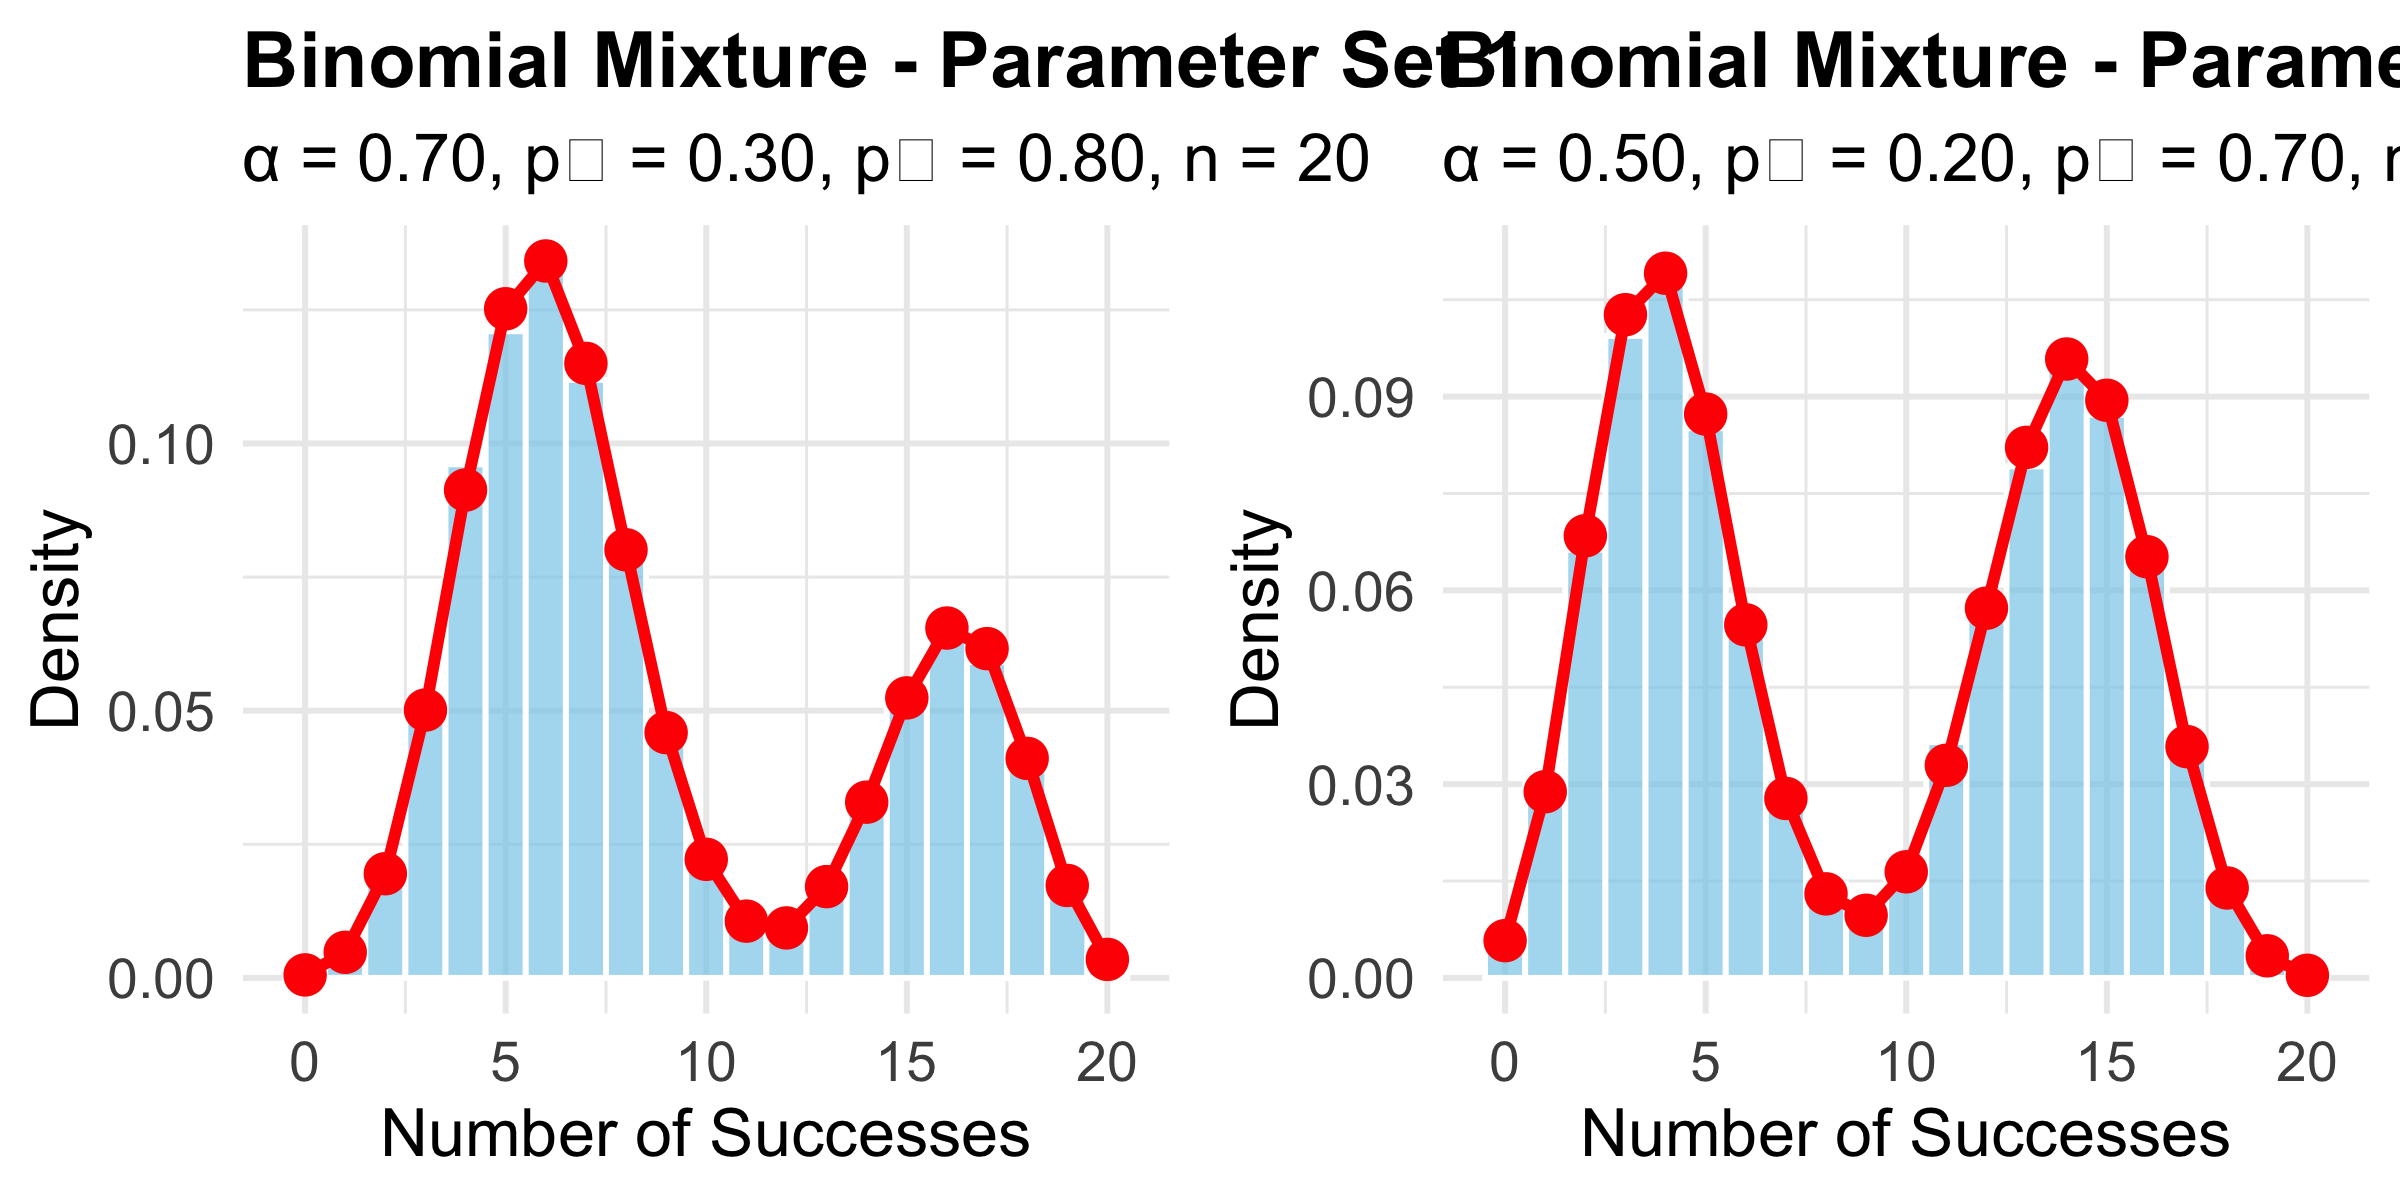 Binomial Mixture - Parameter Set 1
α = 0.70, p□ = 0.30, p□ = 0.80, n = 20
Density
0.10
0.05
0.00
0 5 10 15 20
Number of Successes
Binomial Mixture - Parame
α = 0.50, p□ = 0.20, p□ = 0.70, n
Density
0.09
0.06
0.03
0.00
0 5 10 15 20
Number of Successes